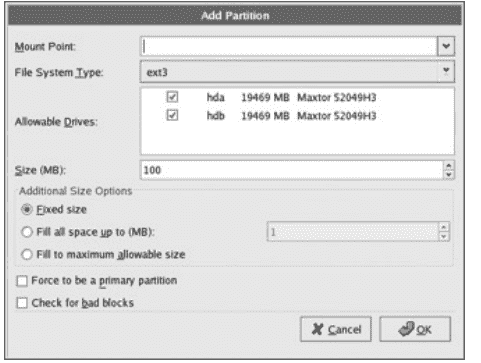 Add Partition
Mount Point:
File System Type: ext3
Allowable Drives:
hda 19469 MB Maxtor 52049H3
hdb 19469 MB Maxtor 52049H3
Size (MB): 100
Additional Size Options
Fixed size
Fill all space up to (MB): 1
Fill to maximum allowable size
Force to be a primary partition
Check for bad blocks
Cancel OK